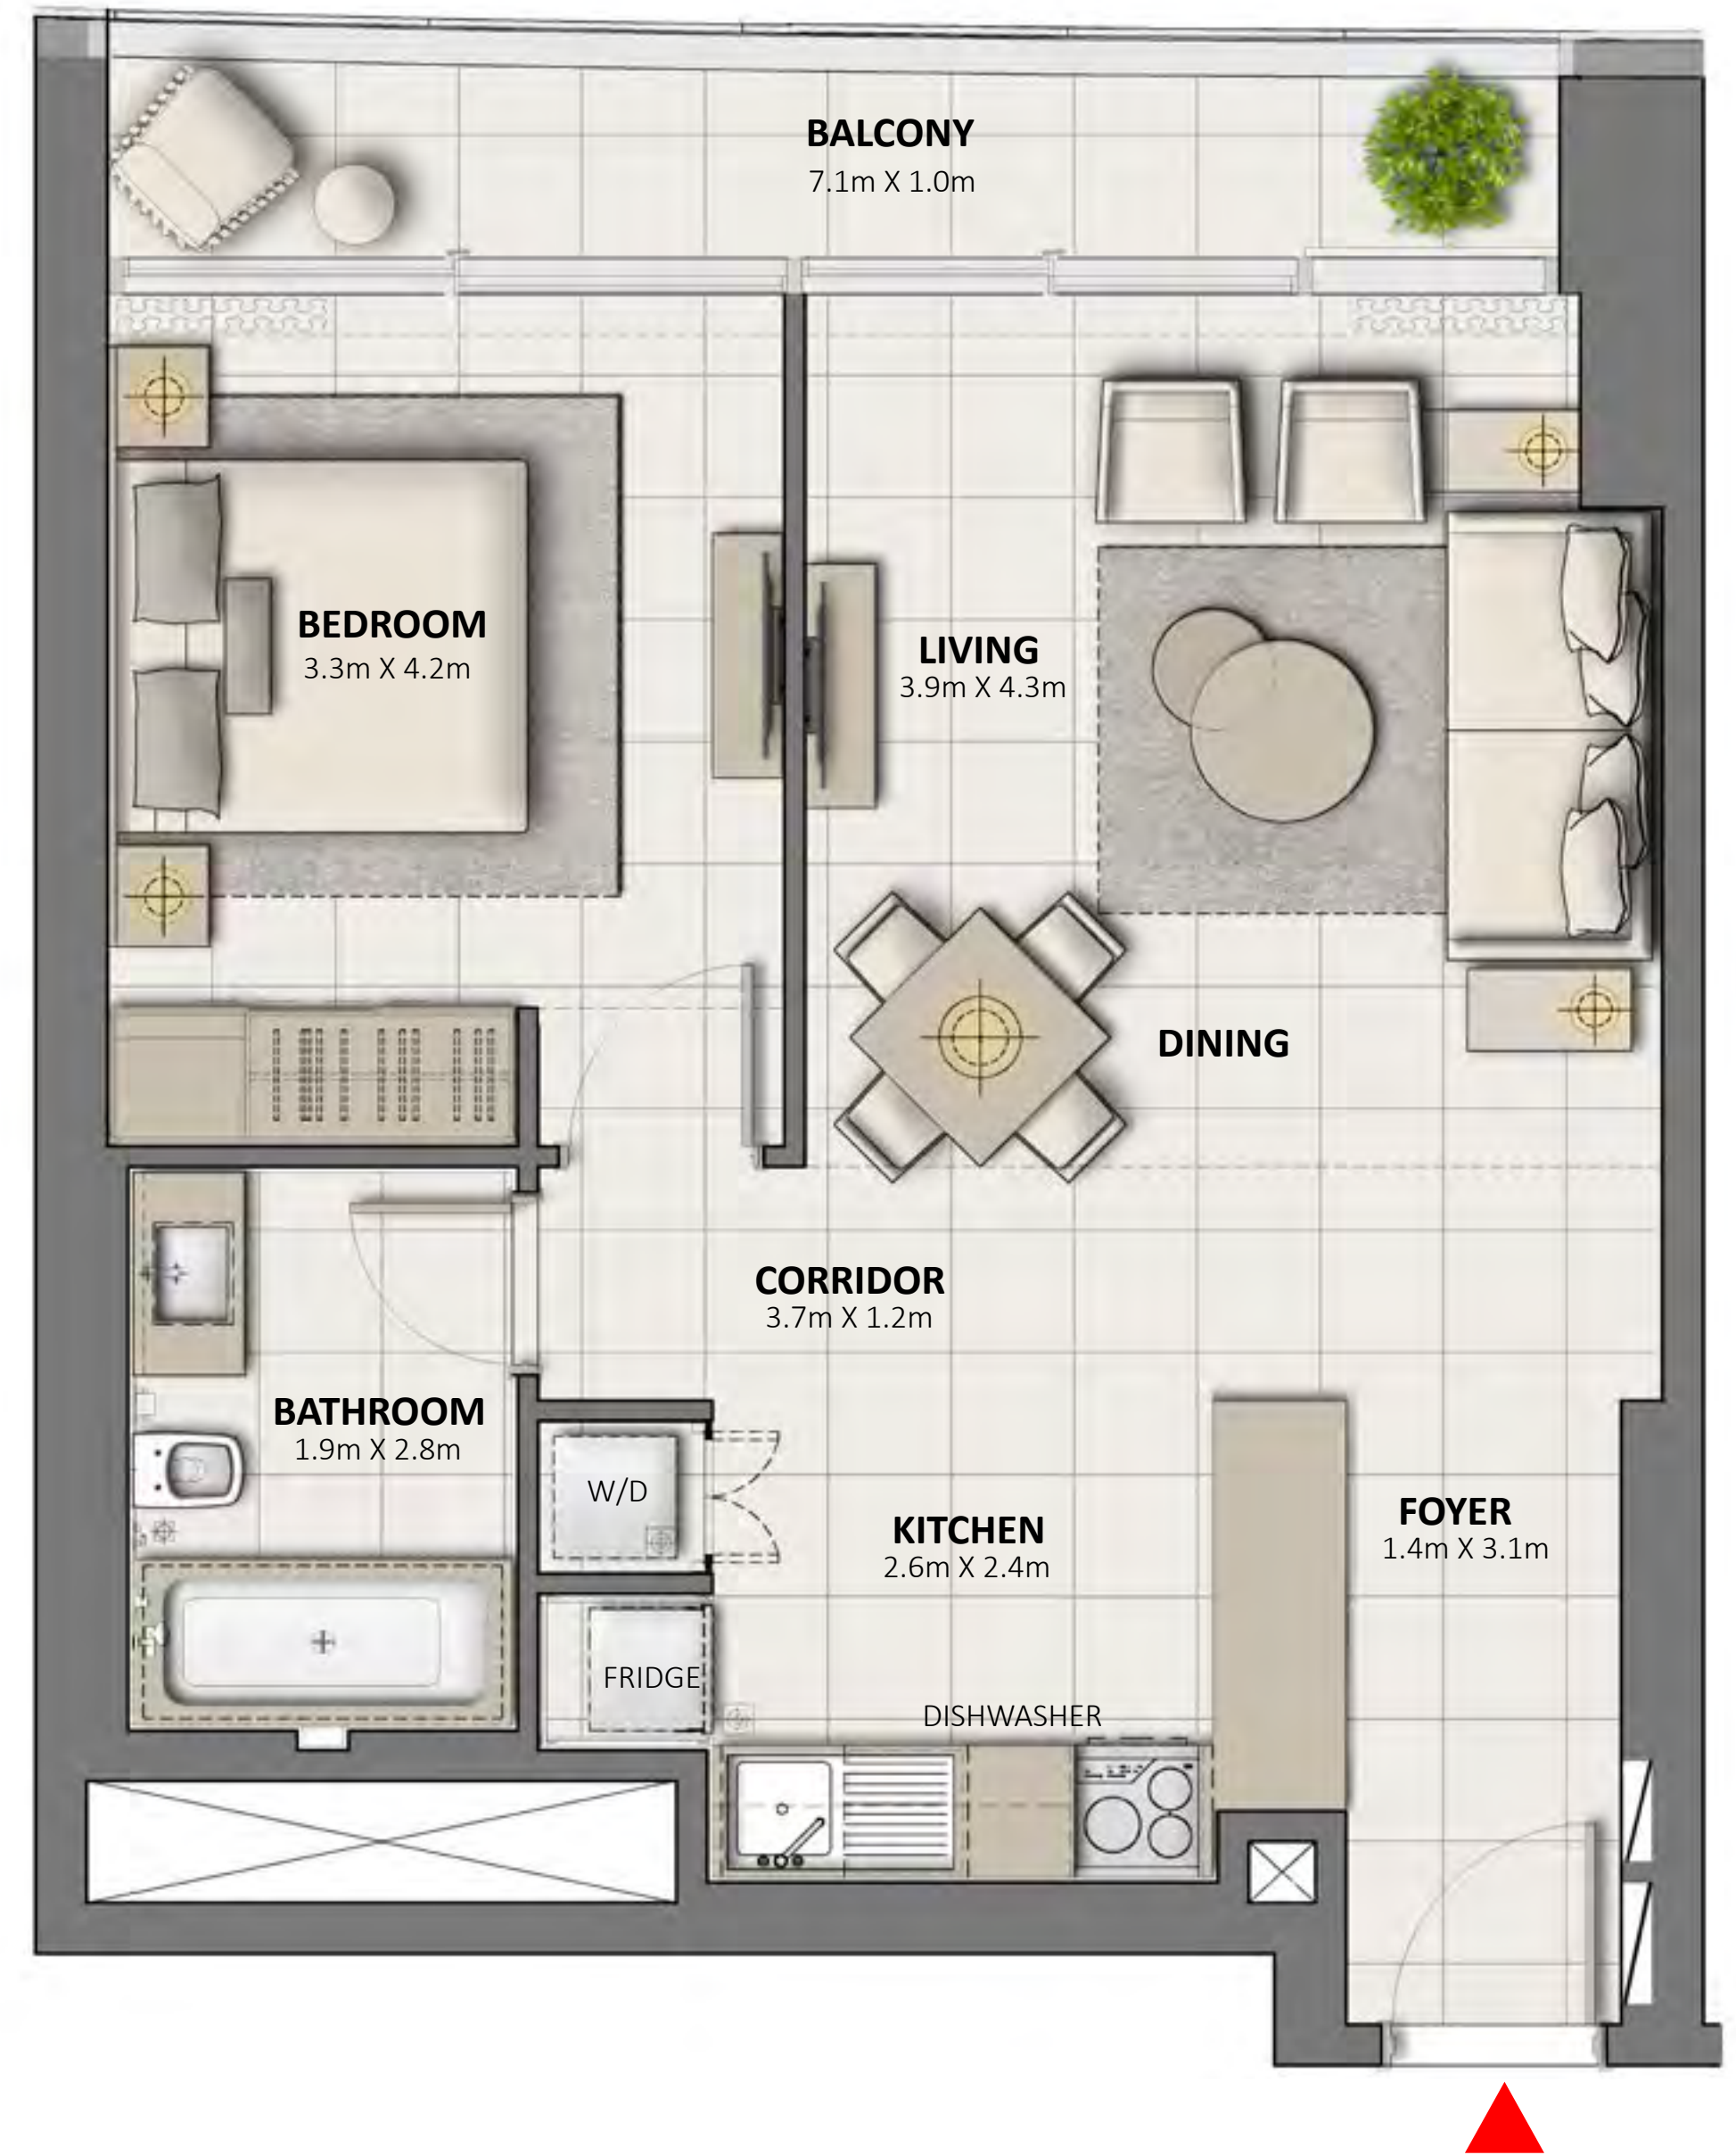 BALCONY
7.1m X 1.0m
BEDROOM
3.3m X 4.2m
LIVING
3.9m X 4.3m
DINING
CORRIDOR
3.7m X 1.2m
BATHROOM
1.9m X 2.8m
W/D
KITCHEN
2.6m X 2.4m
FOYER
1.4m X 3.1m
FRIDGE
DISHWASHER